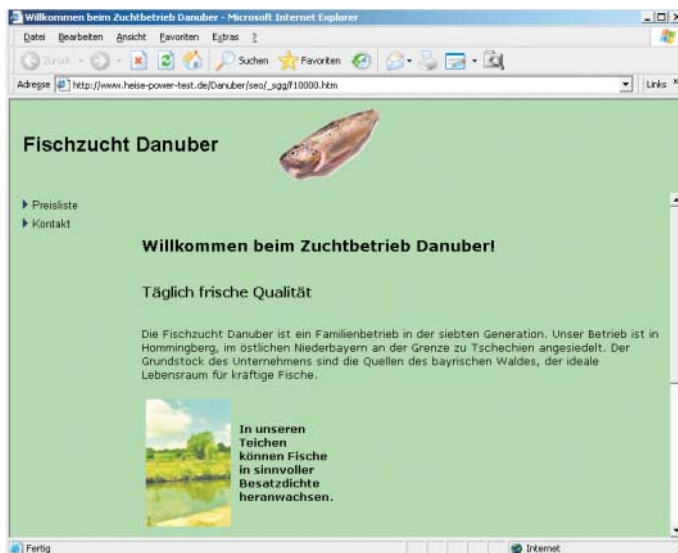 Willkommen beim Zuchtbetrieb Danuber - Microsoft Internet Explorer
Datei Bearbeiten Ansicht Favoriten Extras ?
Zurück Suchen Favoriten
Adresse http://www.heise-power-test.de/Danuber/seo/_sgg/f10000.htm Links »
Fischzucht Danuber
Preisliste
Kontakt
Willkommen beim Zuchtbetrieb Danuber!
Täglich frische Qualität
Die Fischzucht Danuber ist ein Familienbetrieb in der siebten Generation. Unser Betrieb ist in
Hommingberg, im östlichen Niederbayern an der Grenze zu Tschechien angesiedelt. Der
Grundstock des Unternehmens sind die Quellen des bayrischen Waldes, der ideale
Lebensraum für kräftige Fische.
In unseren
Teichen
können Fische
in sinnvoller
Besatzdichte
heranwachsen.
Fertig Internet